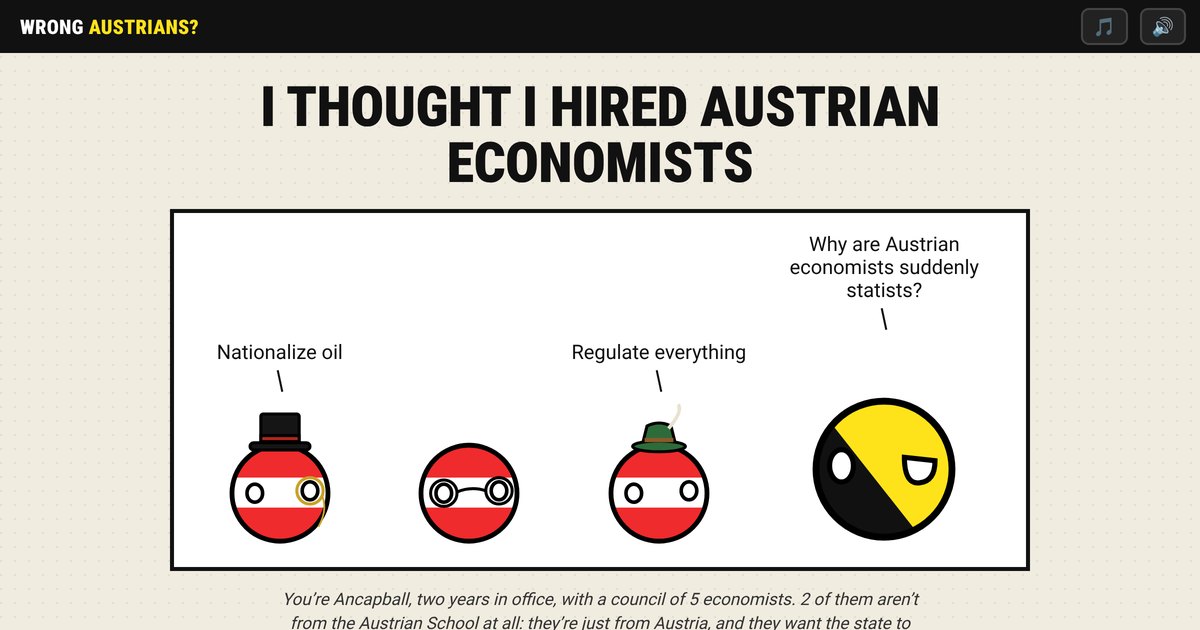 WRONG AUSTRIANS?
I THOUGHT I HIRED AUSTRIAN
ECONOMISTS
Why are Austrian
economists suddenly
statists?
Nationalize oil
Regulate everything
You’re Ancapball, two years in office, with a council of 5 economists. 2 of them aren’t
from the Austrian School at all: they’re just from Austria, and they want the state to